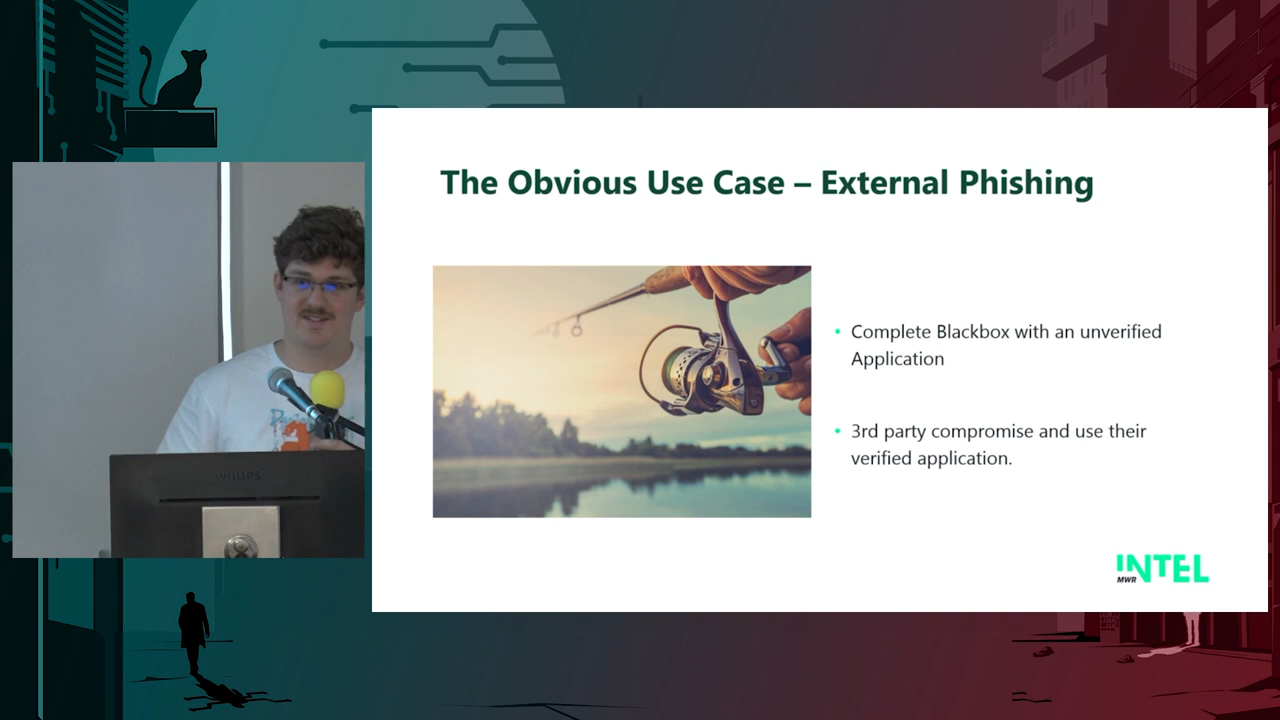 The Obvious Use Case – External Phishing
• Complete Blackbox with an unverified
Application
• 3rd party compromise and use their
verified application.
INTEL
MWR
PHILIPS